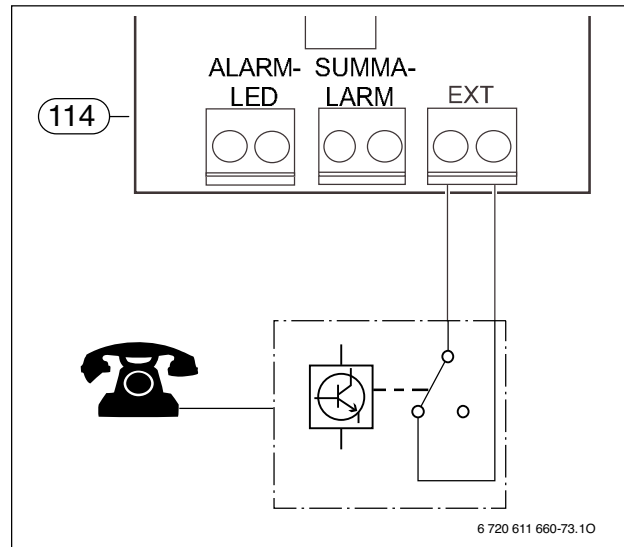 ALARM-LED
SUMMA-LARM
EXT
114
6 720 611 660-73.1O